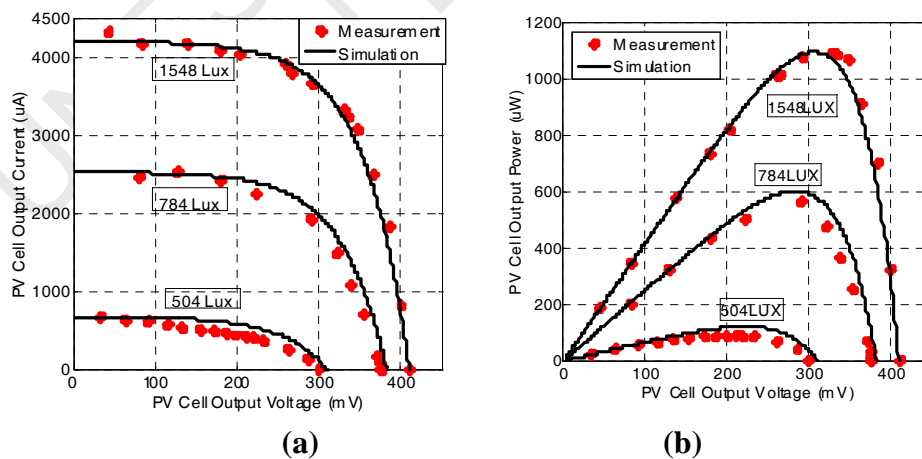 4500
4000
3000
2000
1000
0
0
100
200
300
400
PV Cell Output Current (uA)
PV Cell Output Voltage (mV)
Measurement
Simulation
1548 Lux
784 Lux
504 Lux
(a)
1200
1000
800
600
400
200
0
0
100
200
300
400
PV Cell Output Power (uW)
PV Cell Output Voltage (mV)
Measurement
Simulation
1548LUX
784LUX
504LUX
(b)